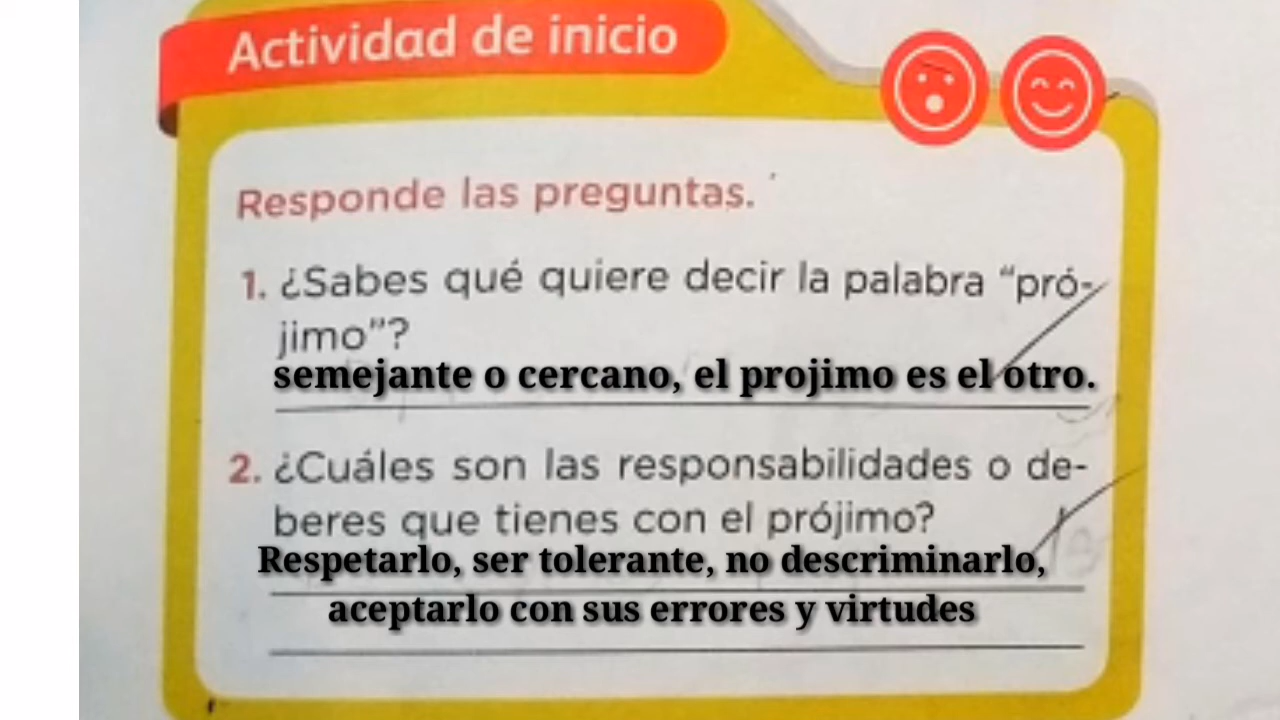 Actividad de inicio
Responde las preguntas.
1. ¿Sabes qué quiere decir la palabra “pró-
jimo”?
semejante o cercano, el projimo es el otro.
2. ¿Cuáles son las responsabilidades o de-
beres que tienes con el prójimo?
Respetarlo, ser tolerante, no descriminarlo,
aceptarlo con sus errores y virtudes